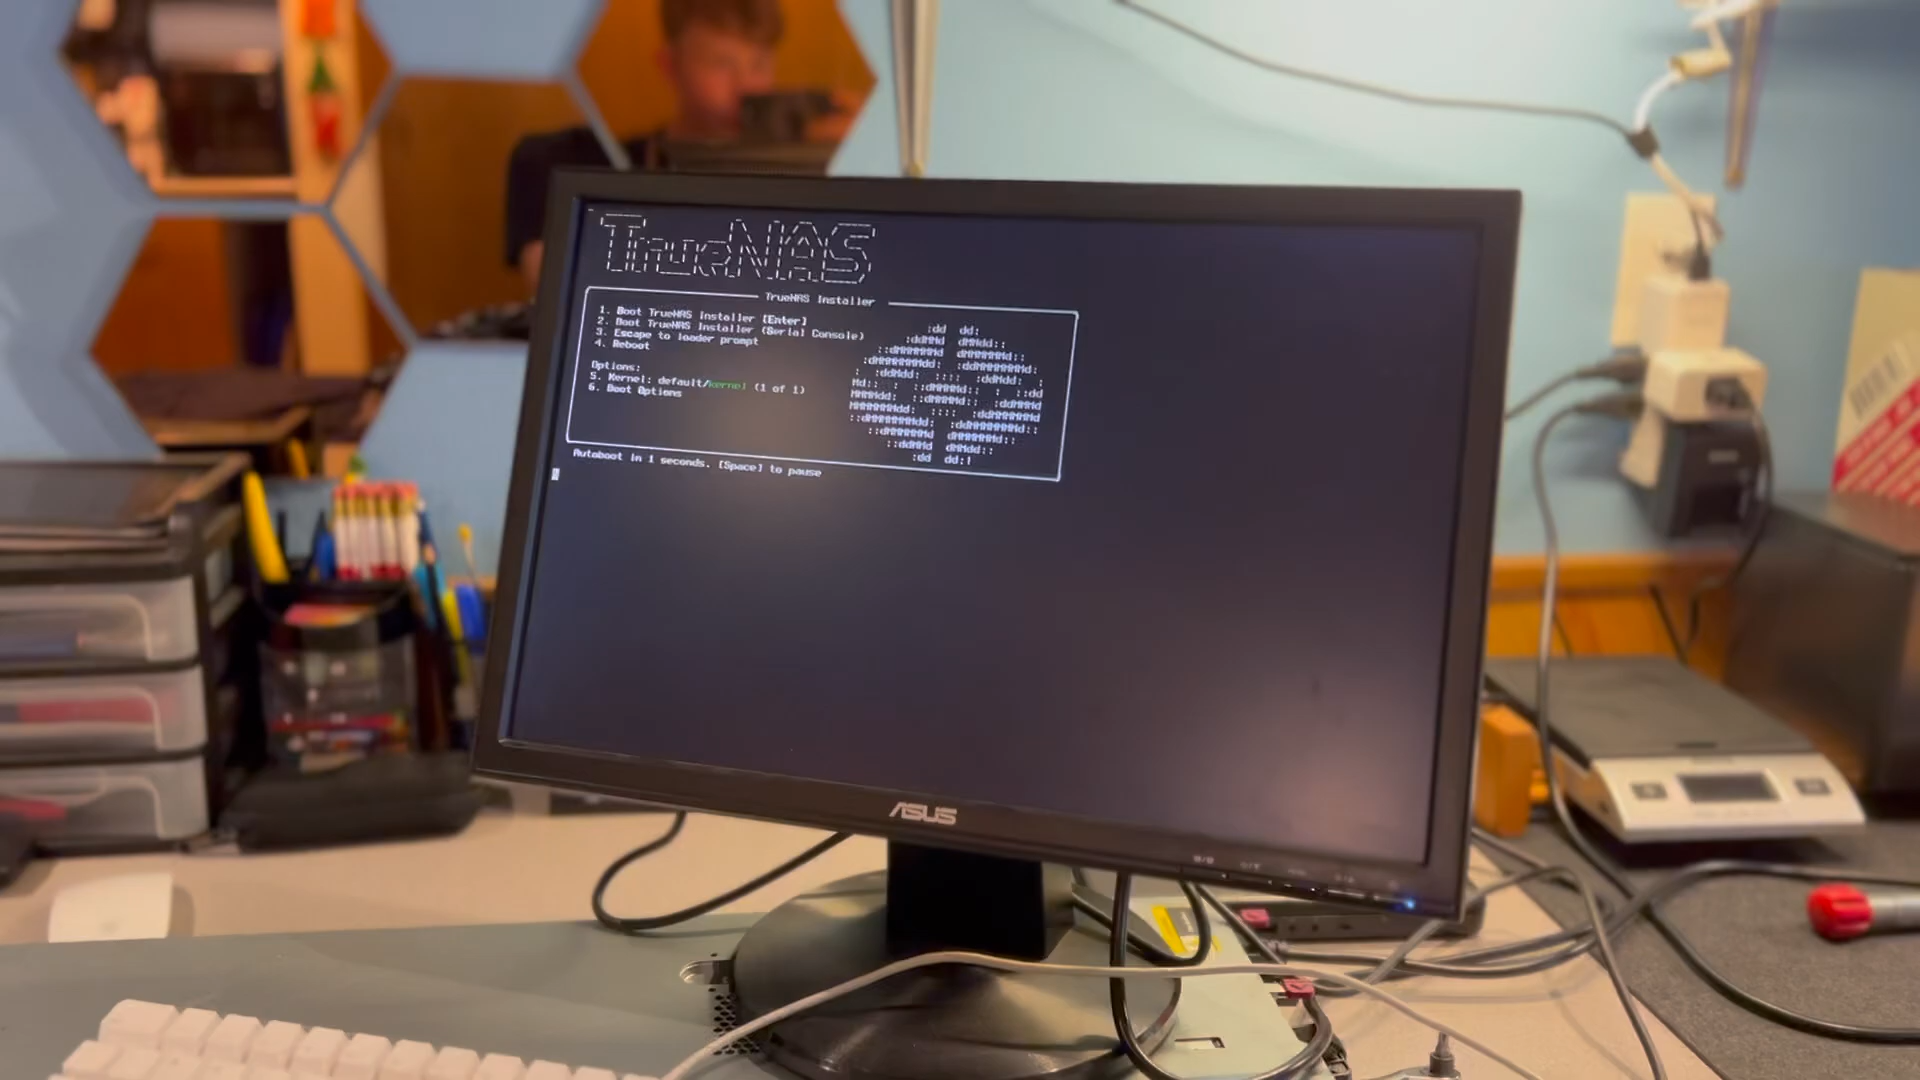 TrueNAS
TrueNAS Installer
1. Boot TrueNAS Installer [Enter]
2. Boot TrueNAS Installer (Serial Console)
3. Escape to loader prompt
4. Reboot
Options:
5. Kernel: default/kernel (1 of 1)
6. Boot Options
Autoboot in 1 seconds. [Space] to pause
ASUS